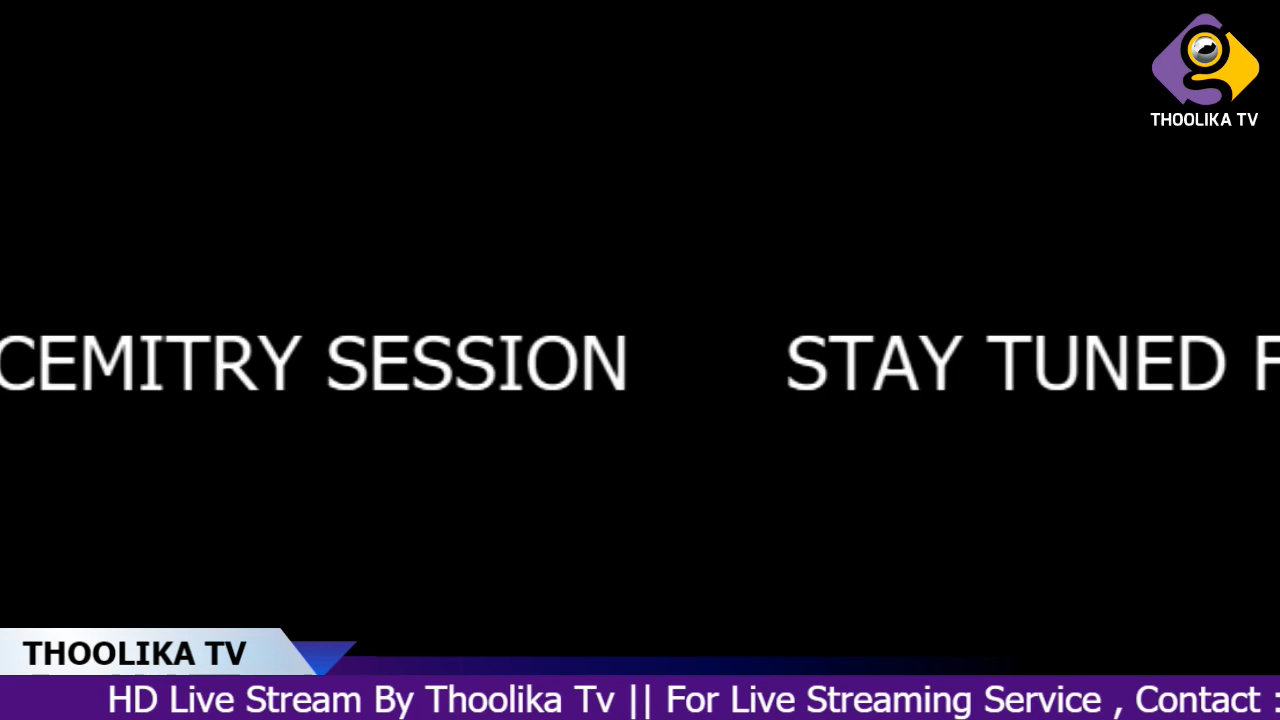 THOOLIKA TV
CEMITRY SESSION STAY TUNED F
THOOLIKA TV
HD Live Stream By Thoolika Tv || For Live Streaming Service , Contact :